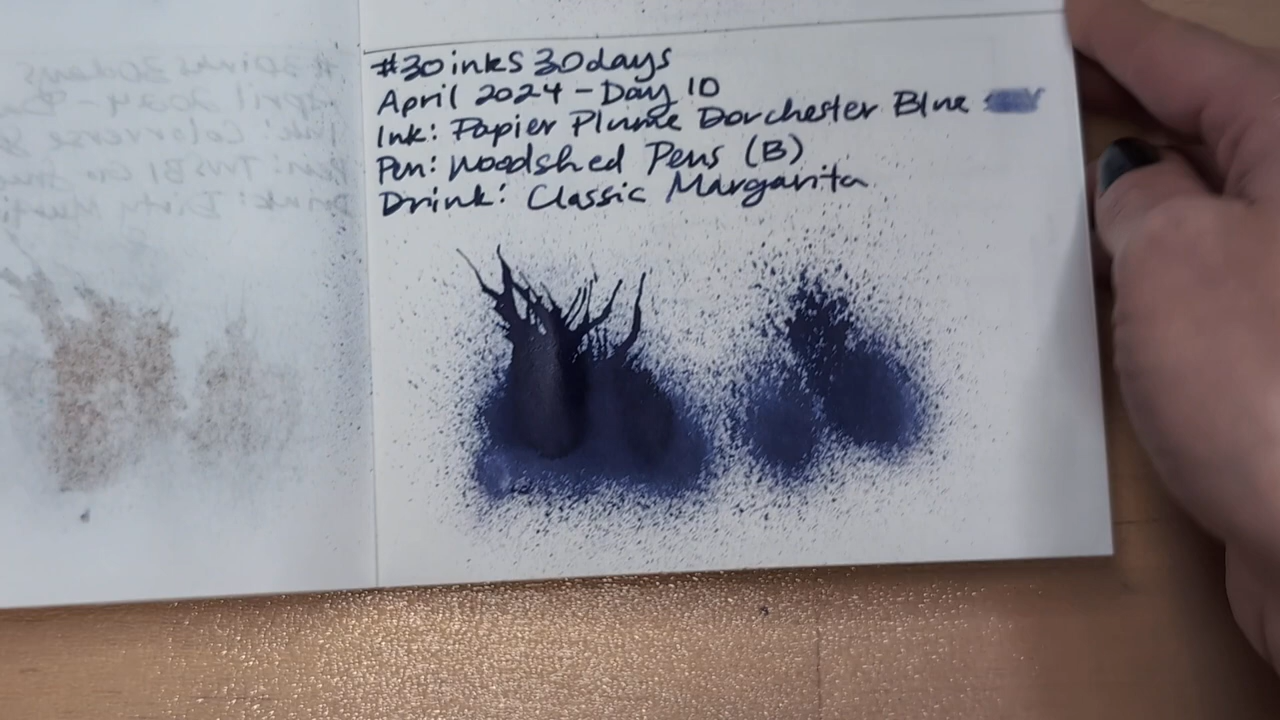 #30inks30days
April 2024 - Day 10
Ink: Papier Plume Dorchester Blue
Pen: Woodshed Pens (B)
Drink: Classic Margarita